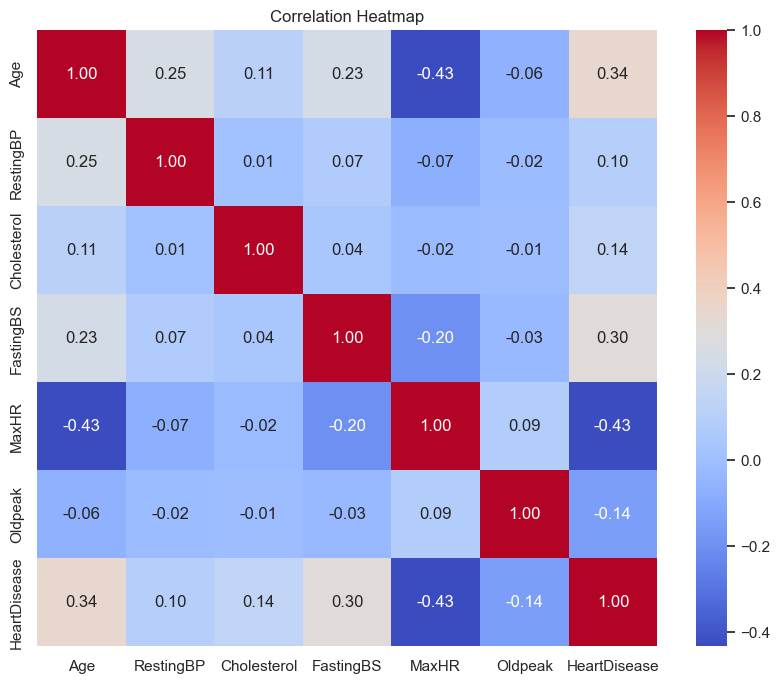 Correlation Heatmap
Age 1.00 0.25 0.11 0.23 -0.43 -0.06 0.34
RestingBP 0.25 1.00 0.01 0.07 -0.07 -0.02 0.10
Cholesterol 0.11 0.01 1.00 0.04 -0.02 -0.01 0.14
FastingBS 0.23 0.07 0.04 1.00 -0.20 -0.03 0.30
MaxHR -0.43 -0.07 -0.02 -0.20 1.00 0.09 -0.43
Oldpeak -0.06 -0.02 -0.01 -0.03 0.09 1.00 -0.14
HeartDisease 0.34 0.10 0.14 0.30 -0.43 -0.14 1.00
Age RestingBP Cholesterol FastingBS MaxHR Oldpeak HeartDisease
1.0
0.8
0.6
0.4
0.2
0.0
−0.2
−0.4